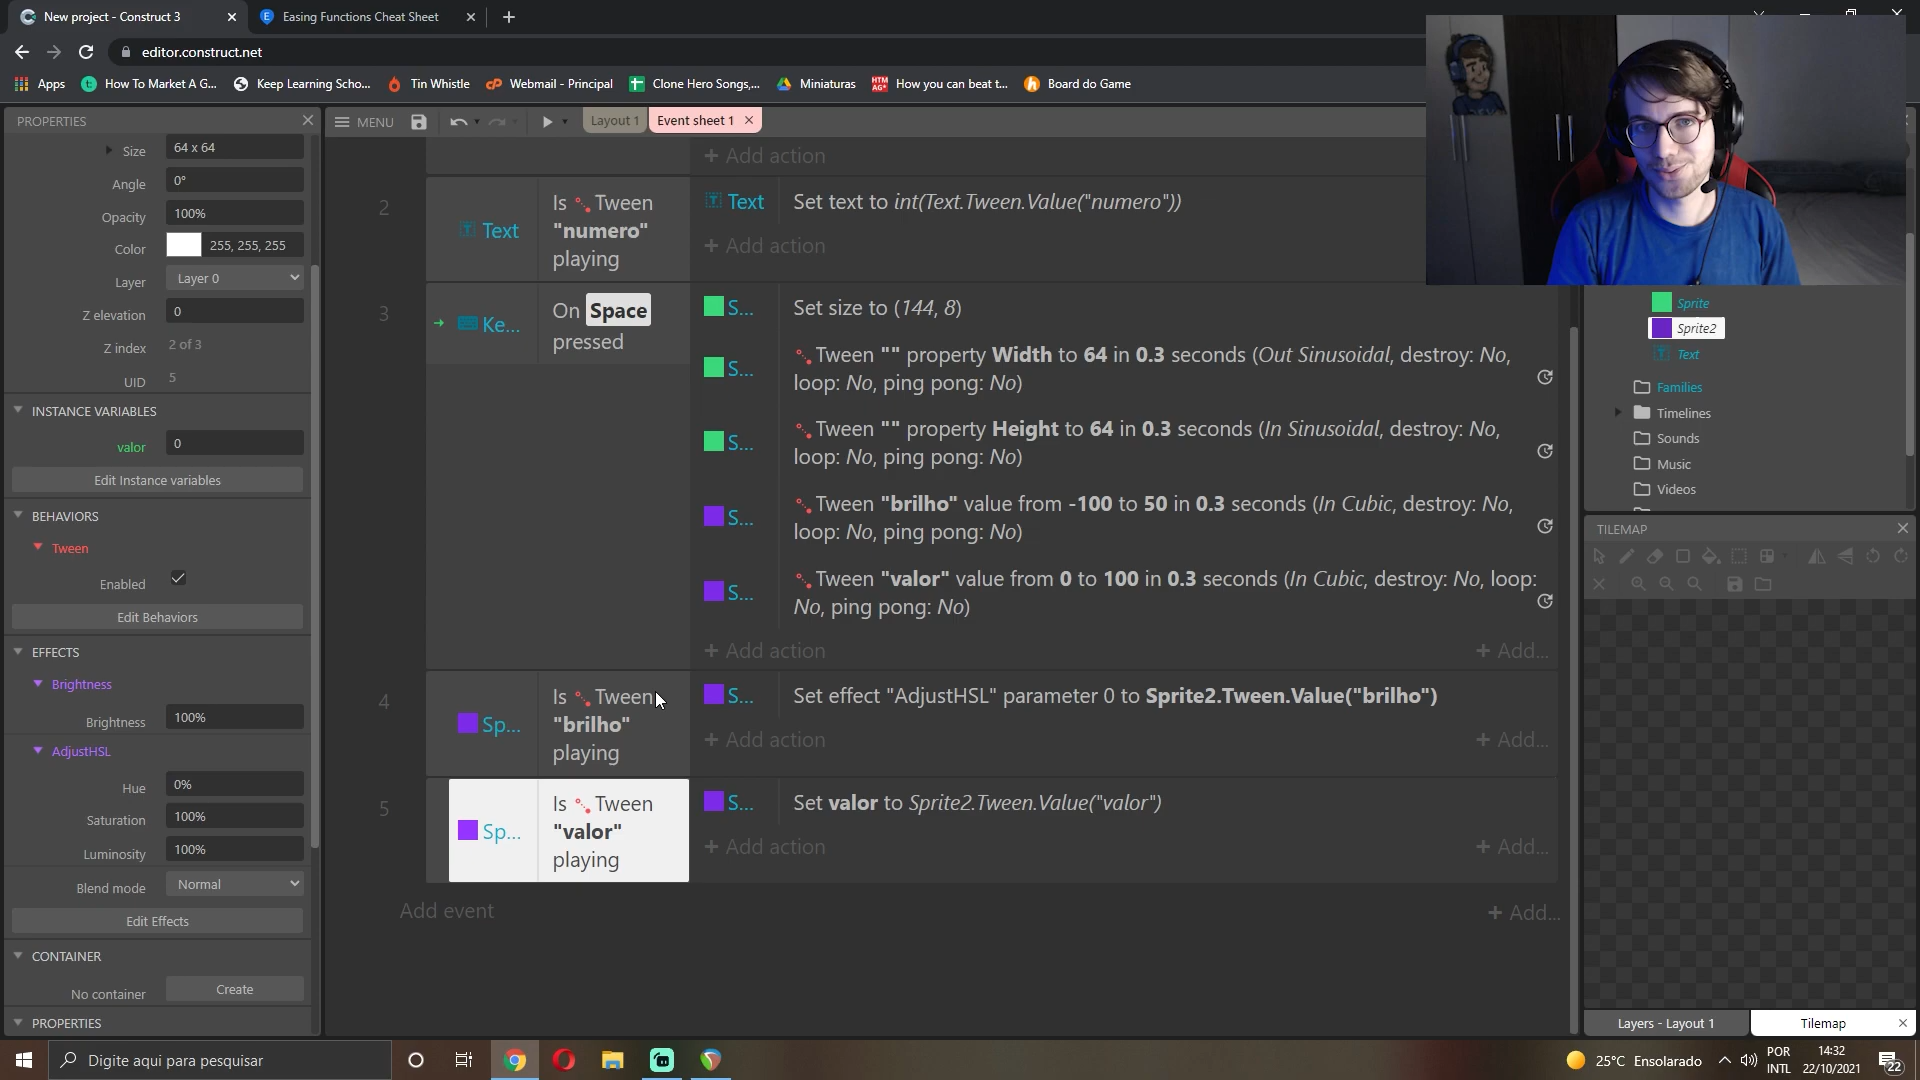 New project - Construct 3
Easing Functions Cheat Sheet
editor.construct.net
Apps
How To Market A G...
Keep Learning Scho...
Tin Whistle
Webmail - Principal
Clone Hero Songs,...
Miniaturas
How you can beat t...
Board do Game
PROPERTIES
MENU
Layout 1
Event sheet 1
Size
64 x 64
Angle
0°
Opacity
100%
Color
255, 255, 255
Layer
Layer 0
Z elevation
0
Z index
2 of 3
UID
5
INSTANCE VARIABLES
valor
0
Edit Instance variables
BEHAVIORS
Tween
Enabled
Edit Behaviors
EFFECTS
Brightness
Brightness
100%
AdjustHSL
Hue
0%
Saturation
100%
Luminosity
100%
Blend mode
Normal
Edit Effects
CONTAINER
No container
Create
PROPERTIES
+ Add action
2
Text
Is Tween
"numero"
playing
Text
Set text to int(Text.Tween.Value("numero"))
+ Add action
3
Ke...
On Space
pressed
S...
Set size to (144, 8)
S...
Tween "" property Width to 64 in 0.3 seconds (Out Sinusoidal, destroy: No,
loop: No, ping pong: No)
S...
Tween "" property Height to 64 in 0.3 seconds (In Sinusoidal, destroy: No,
loop: No, ping pong: No)
S...
Tween "brilho" value from -100 to 50 in 0.3 seconds (In Cubic, destroy: No,
loop: No, ping pong: No)
S...
Tween "valor" value from 0 to 100 in 0.3 seconds (In Cubic, destroy: No, loop:
No, ping pong: No)
+ Add action
+ Add...
4
Sp...
Is Tween
"brilho"
playing
S...
Set effect "AdjustHSL" parameter 0 to Sprite2.Tween.Value("brilho")
+ Add action
+ Add...
5
Sp...
Is Tween
"valor"
playing
S...
Set valor to Sprite2.Tween.Value("valor")
+ Add action
+ Add...
Add event
+ Add...
Sprite
Sprite2
Text
Families
Timelines
Sounds
Music
Videos
TILEMAP
Layers - Layout 1
Tilemap
Digite aqui para pesquisar
25°C Ensolarado
POR
INTL
14:32
22/10/2021
22